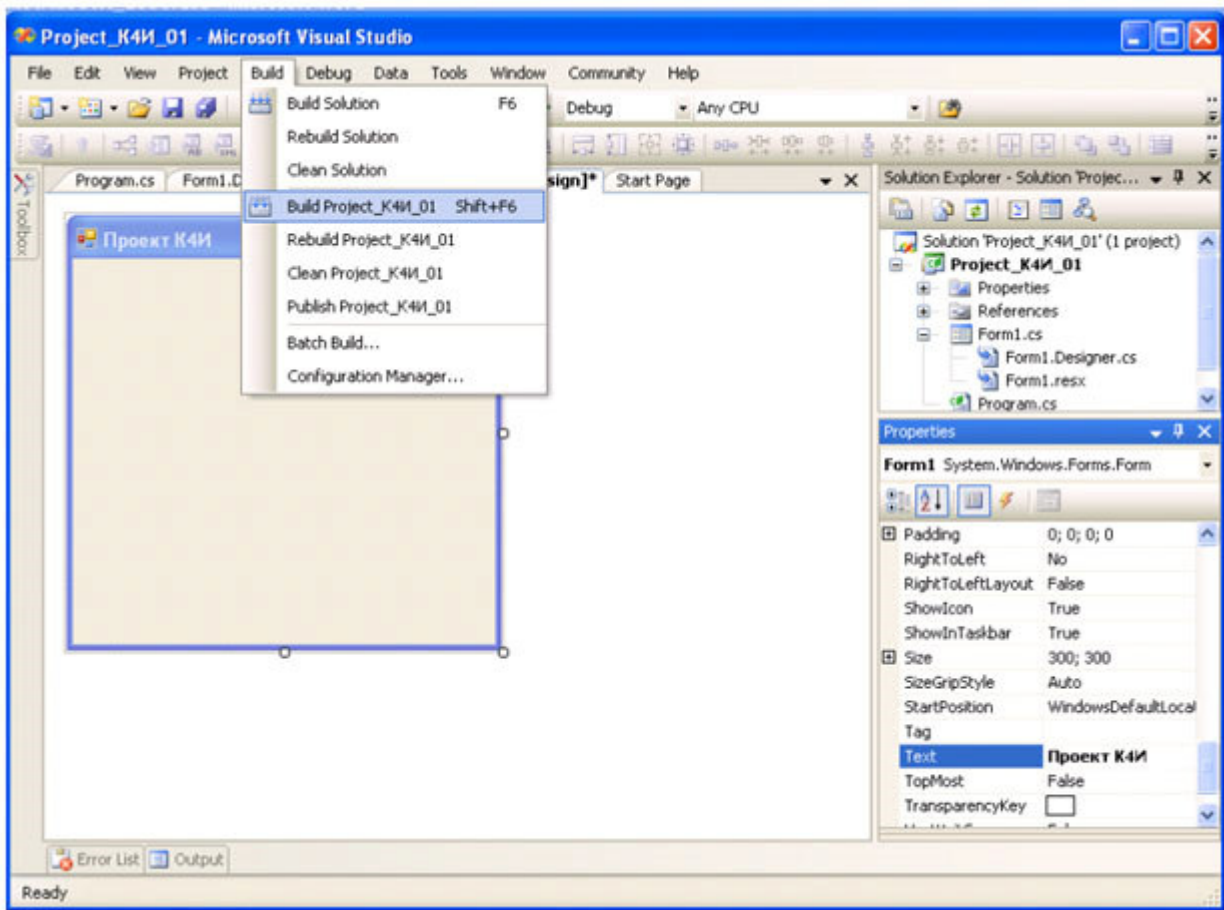 Project_К4И_01 - Microsoft Visual Studio
File Edit View Project Build Debug Data Tools Window Community Help
Debug Any CPU
Build Solution F6
Rebuild Solution
Clean Solution
Build Project_К4И_01 Shift+F6
Rebuild Project_К4И_01
Clean Project_К4И_01
Publish Project_К4И_01
Batch Build...
Configuration Manager...
Program.cs Form1.D sign]* Start Page
Toolbox
Проект К4И
Solution Explorer - Solution 'Projec...
Solution 'Project_К4И_01' (1 project)
Project_К4И_01
Properties
References
Form1.cs
Form1.Designer.cs
Form1.resx
Program.cs
Properties
Form1 System.Windows.Forms.Form
Padding 0; 0; 0; 0
RightToLeft No
RightToLeftLayout False
ShowIcon True
ShowInTaskbar True
Size 300; 300
SizeGripStyle Auto
StartPosition WindowsDefaultLocal
Tag
Text Проект К4И
TopMost False
TransparencyKey
Error List Output
Ready